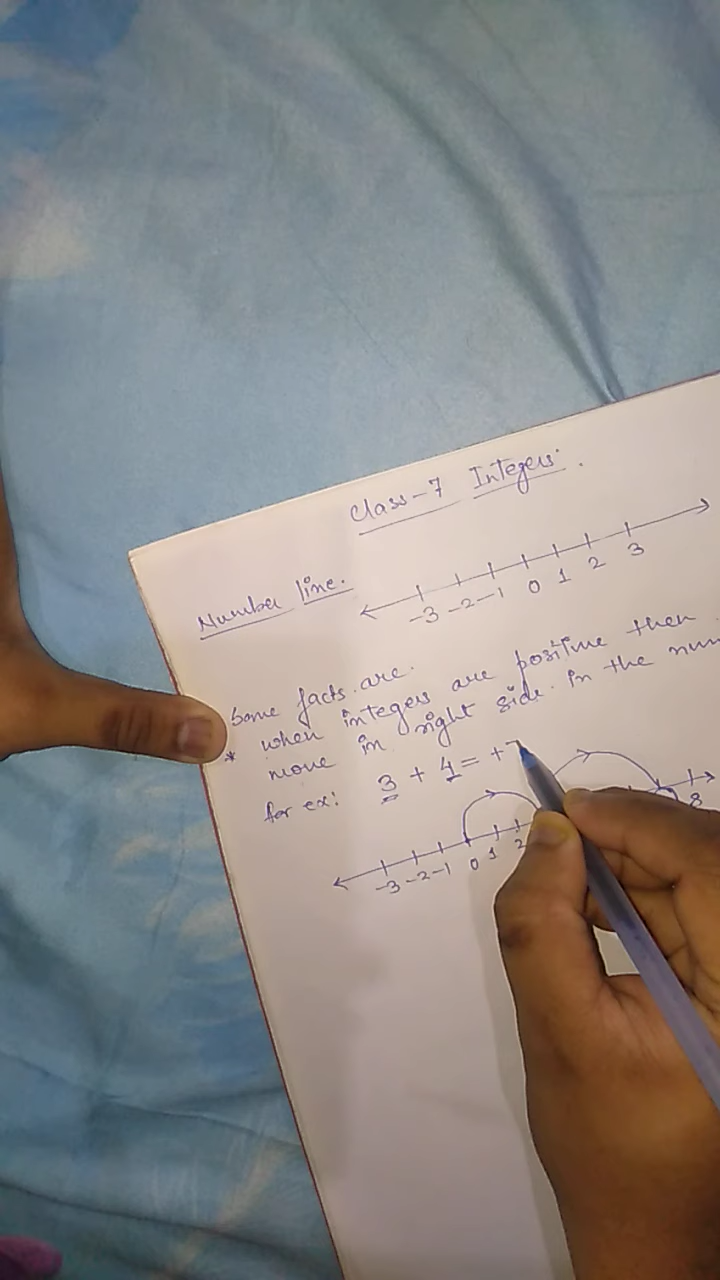 Class-7 Integers.
Number line.
-3 -2 -1 0 1 2 3
Some facts are.
* when integers are positive then
move in right side in the num
for ex: 3 + 4 = +7
-3 -2 -1 0 1 2 8